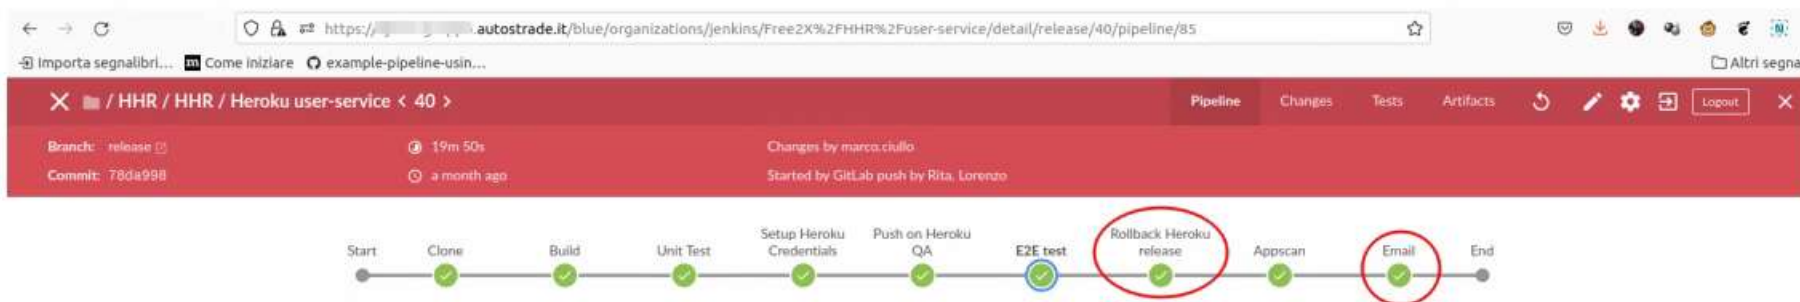 https://autostrade.it/blue/organizations/jenkins/Free2X%2FHHR%2Fuser-service/detail/release/40/pipeline/85
Importa segnalibri... m Come iniziare example-pipeline-usin... Altri segna
/ HHR / HHR / Heroku user-service < 40 > Pipeline Changes Tests Artifacts Logout
Branch: release 19m 50s Changes by marco.ciullo
Commit: 78da998 a month ago Started by GitLab push by Rita, Lorenzo
Setup Heroku Push on Heroku Rollback Heroku
Start Clone Build Unit Test Credentials QA E2E test release Appscan Email End